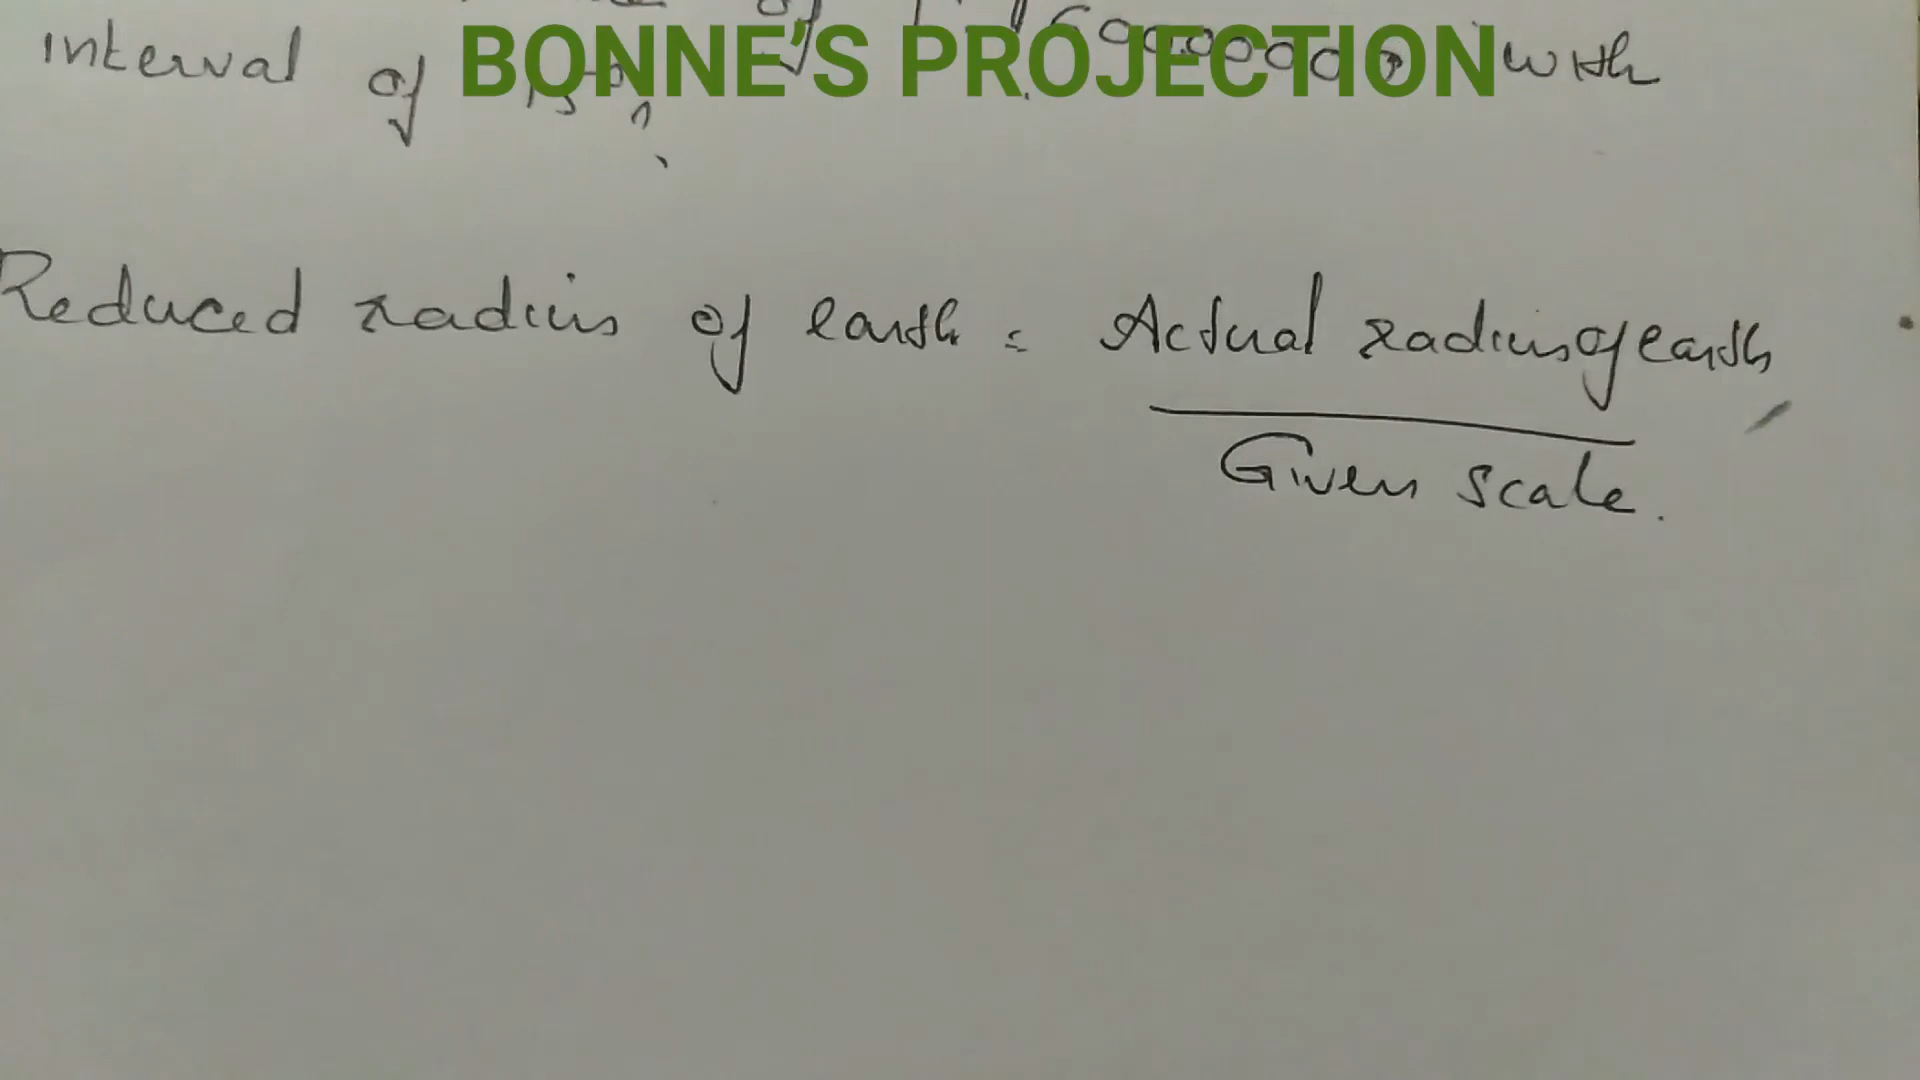 BONNE'S PROJECTION
with
interval of
Reduced radius of earth = Actual radius of earth
Given scale.